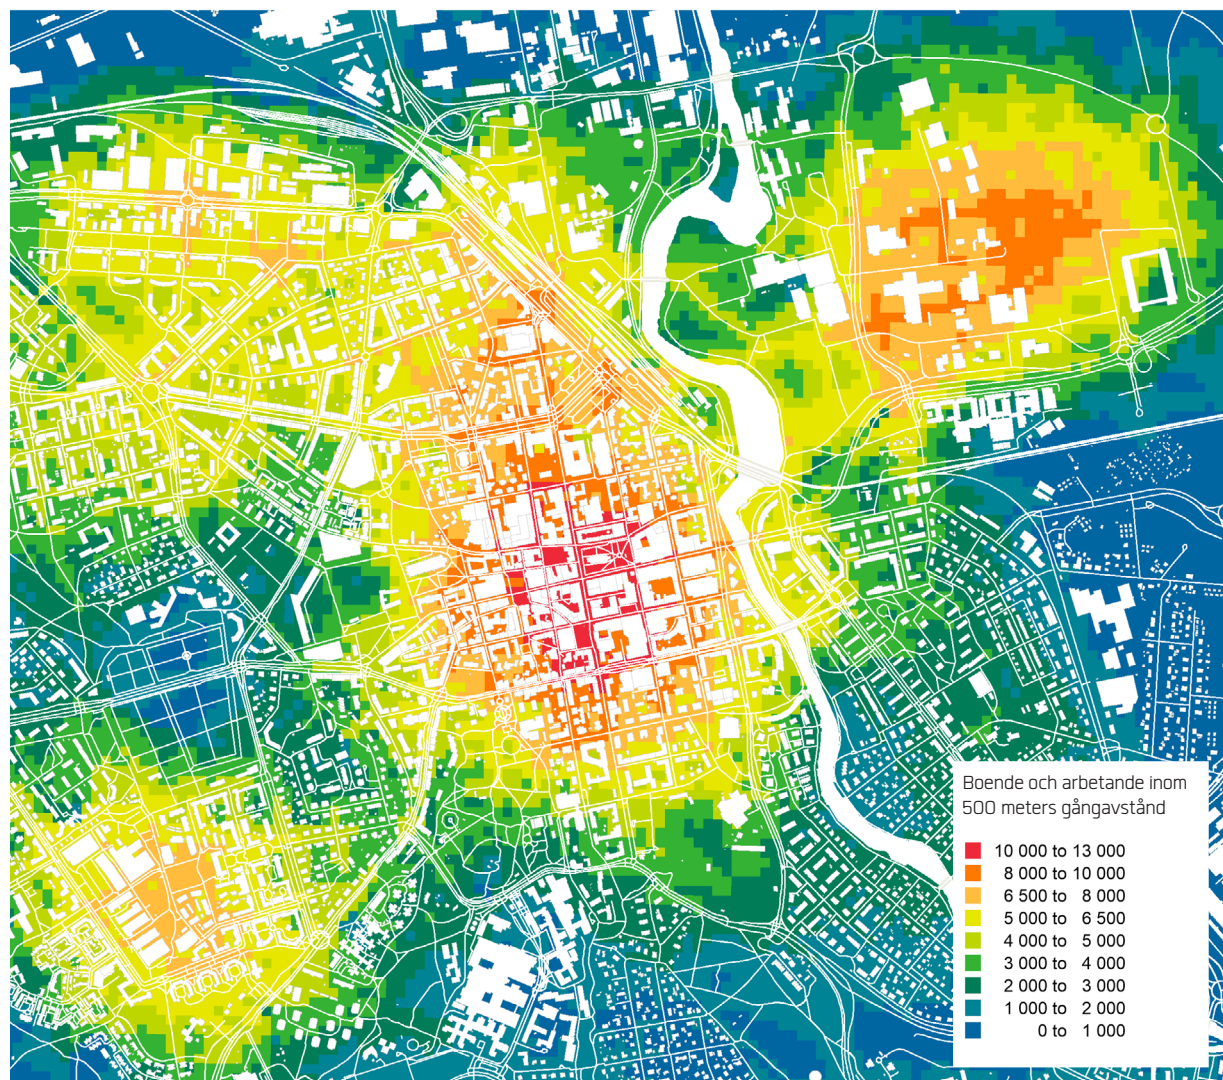 Boende och arbetande inom
500 meters gångavstånd
10 000 to 13 000
8 000 to 10 000
6 500 to 8 000
5 000 to 6 500
4 000 to 5 000
3 000 to 4 000
2 000 to 3 000
1 000 to 2 000
0 to 1 000